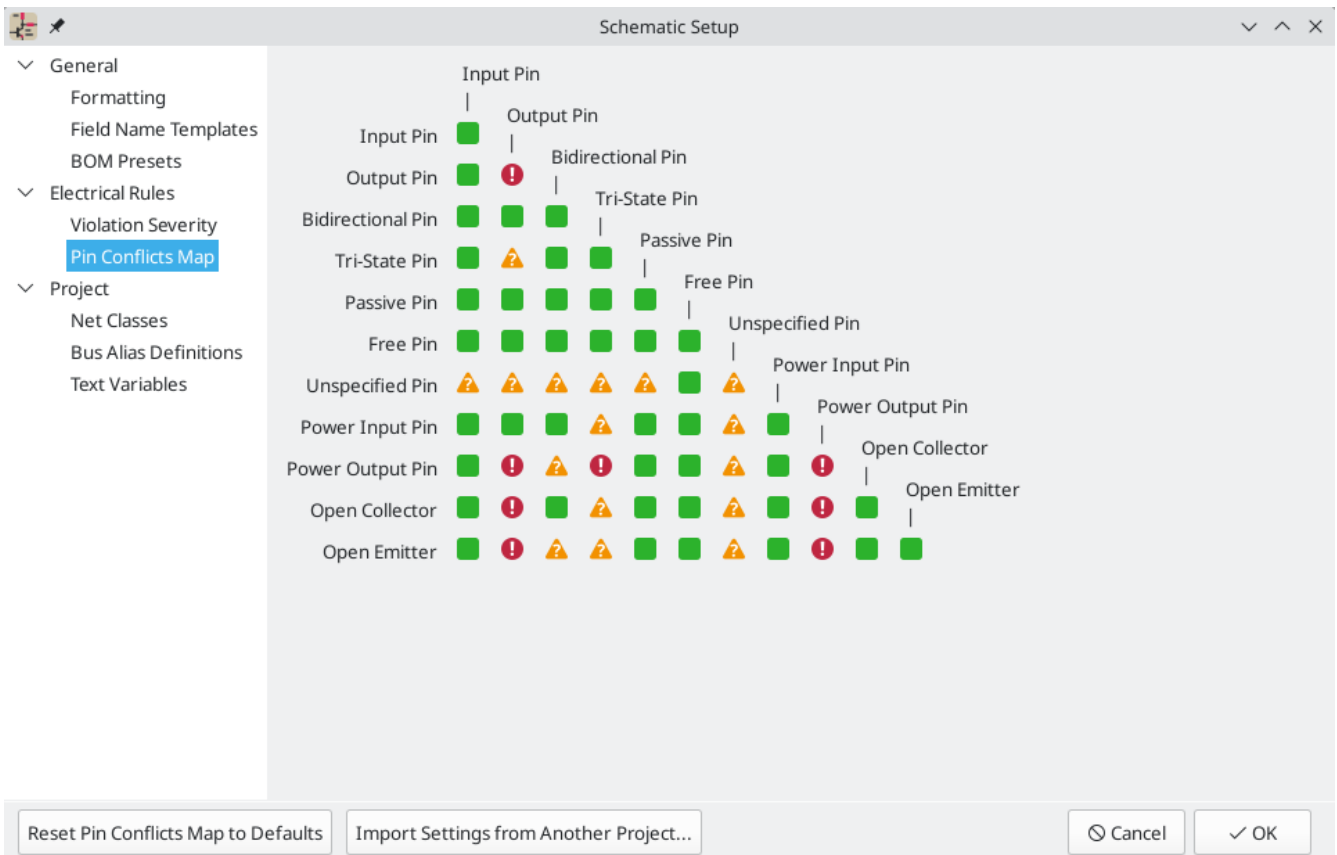 Schematic Setup
General
Formatting
Field Name Templates
BOM Presets
Electrical Rules
Violation Severity
Pin Conflicts Map
Project
Net Classes
Bus Alias Definitions
Text Variables
Input Pin
Output Pin
Input Pin
Bidirectional Pin
Output Pin
Tri-State Pin
Bidirectional Pin
Passive Pin
Tri-State Pin
Free Pin
Passive Pin
Unspecified Pin
Free Pin
Power Input Pin
Unspecified Pin
Power Output Pin
Power Input Pin
Open Collector
Power Output Pin
Open Emitter
Open Collector
Open Emitter
Reset Pin Conflicts Map to Defaults
Import Settings from Another Project...
Cancel
OK